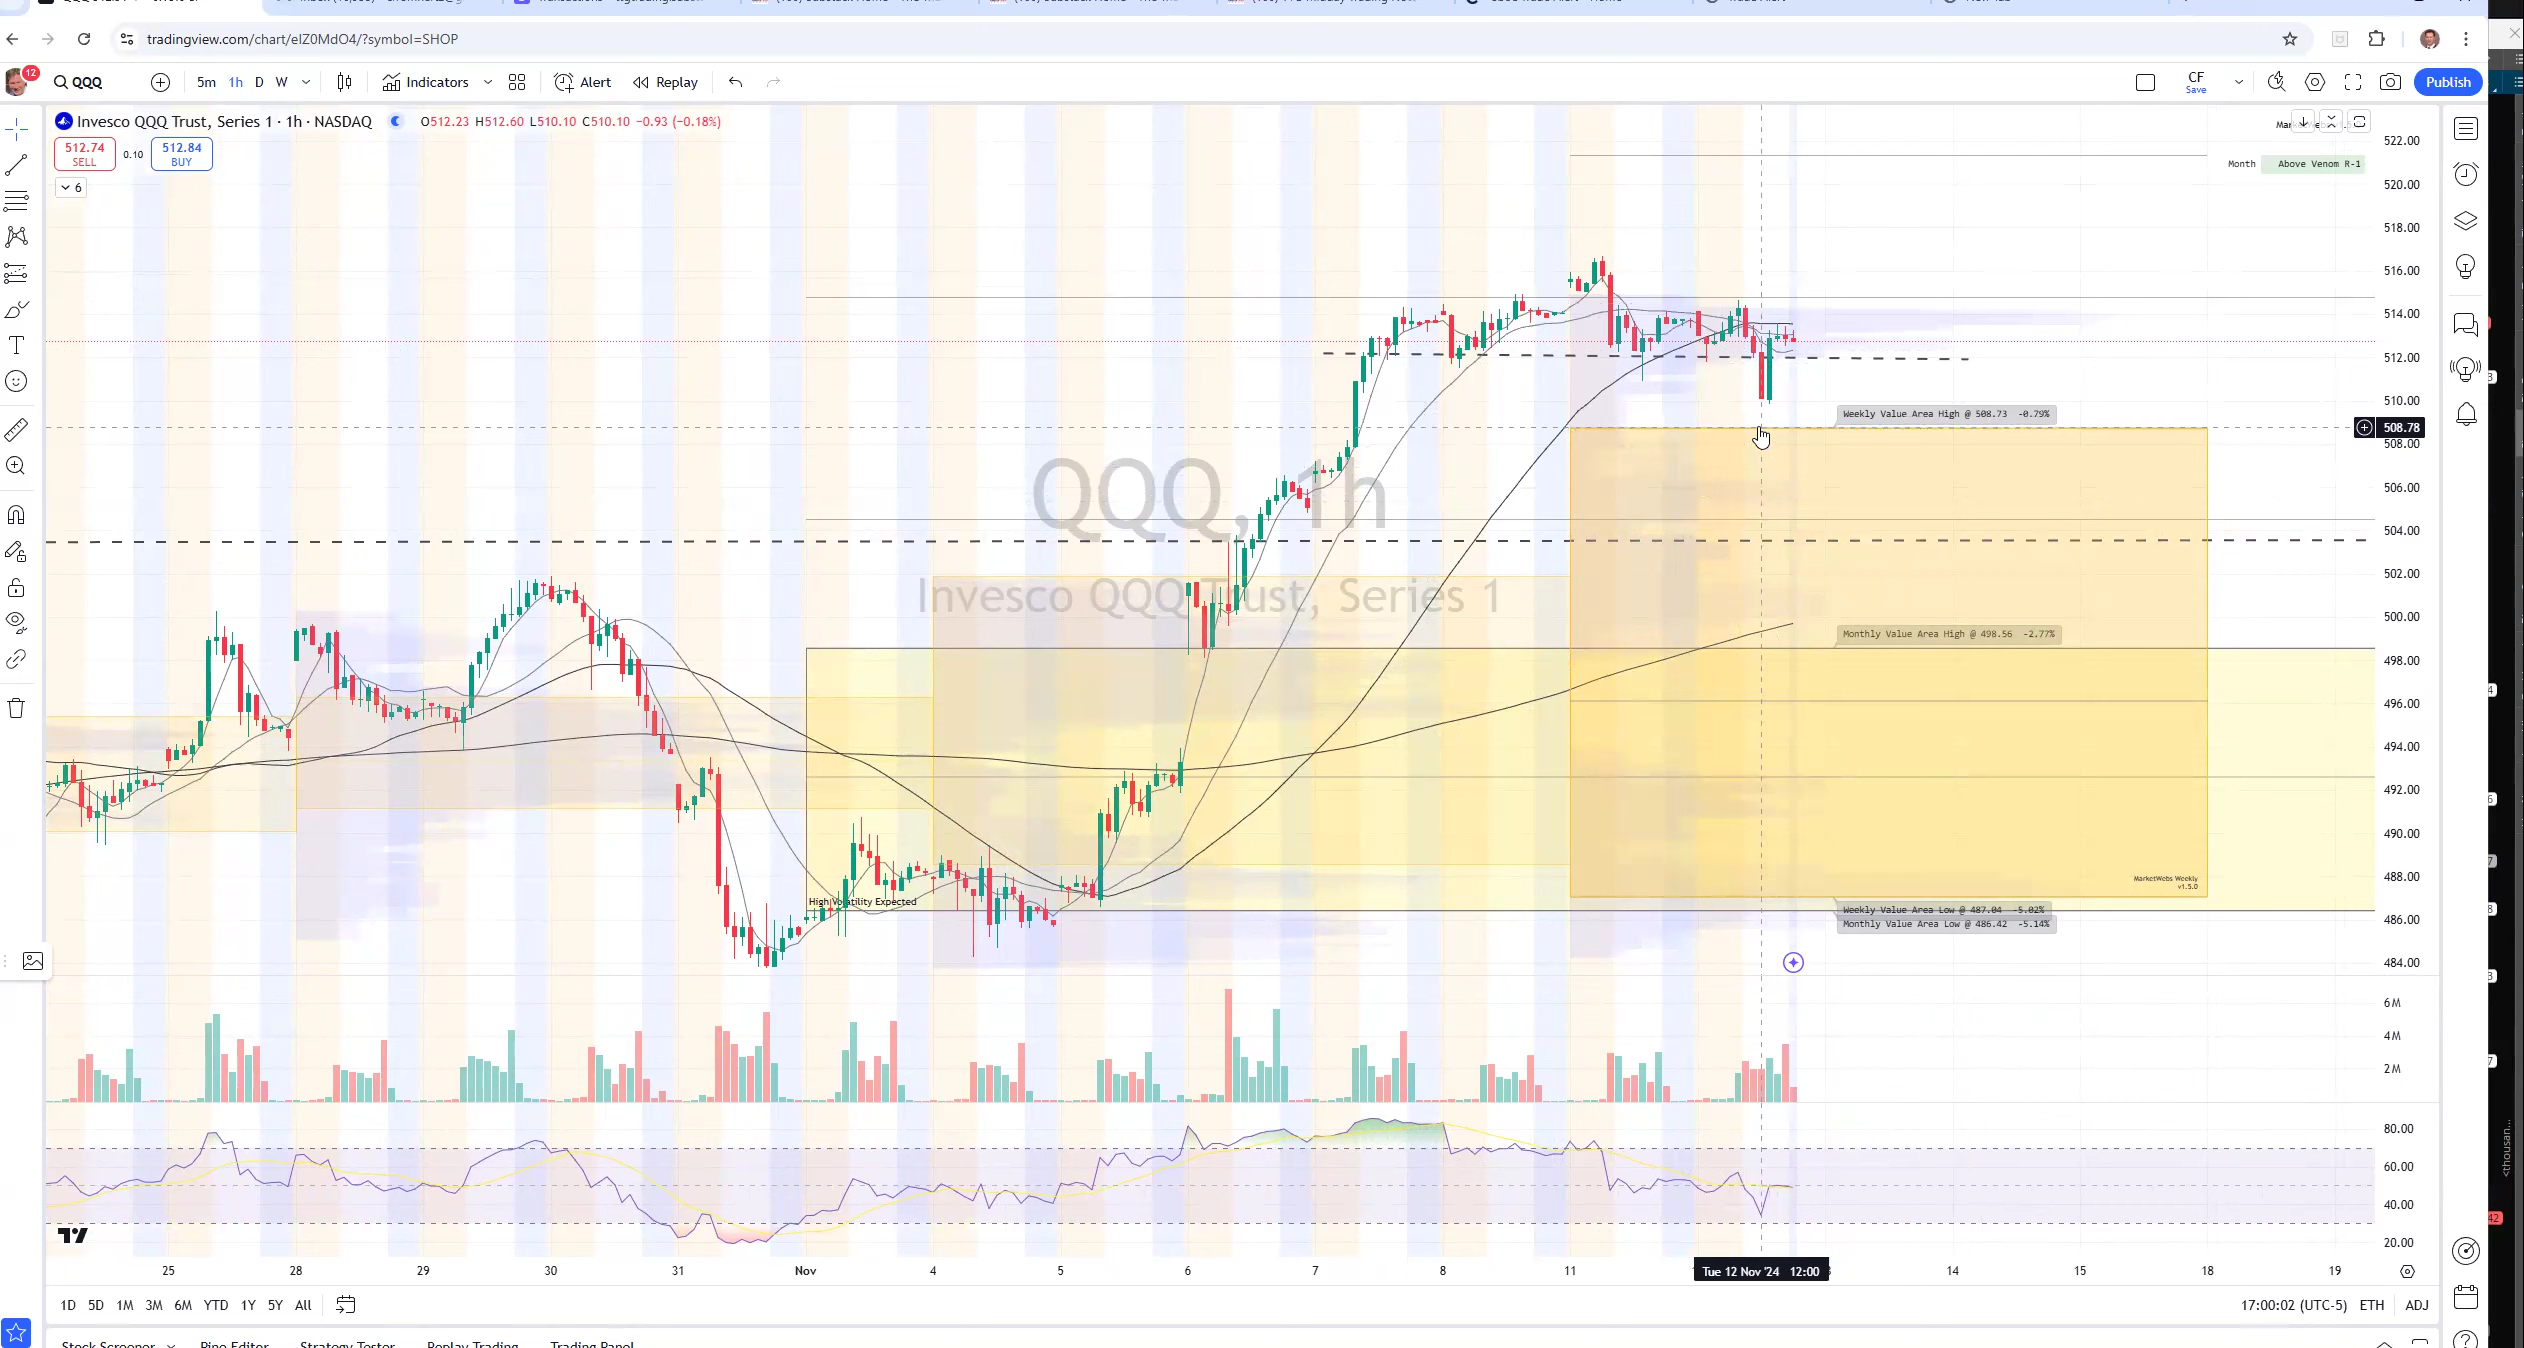 tradingview.com/chart/eIZ0MdO4/?symbol=SHOP
12
QQQ
5m 1h D W
Indicators
Alert
Replay
CF
Save
Publish
Invesco QQQ Trust, Series 1 · 1h · NASDAQ
O512.23 H512.60 L510.10 C510.10 −0.93 (−0.18%)
512.74
SELL
0.10
512.84
BUY
6
Month Above Venom R-1
522.00
520.00
518.00
516.00
514.00
512.00
510.00
508.78
508.00
506.00
504.00
502.00
500.00
498.00
496.00
494.00
492.00
490.00
488.00
486.00
484.00
Weekly Value Area High @ 508.73 -0.79%
QQQ, 1h
Invesco QQQ Trust, Series 1
Monthly Value Area High @ 498.56 -2.77%
MarketWebs Weekly
v1.5.0
High Volatility Expected
Weekly Value Area Low @ 487.04 -5.02%
Monthly Value Area Low @ 486.42 -5.14%
6M
4M
2M
80.00
60.00
40.00
20.00
25 28 29 30 31 Nov 4 5 6 7 8 11 Tue 12 Nov '24 12:00 14 15 18 19
1D 5D 1M 3M 6M YTD 1Y 5Y All
17:00:02 (UTC-5) ETH ADJ
Stock Screener Pine Editor Strategy Tester Replay Trading Trading Panel
<thousan...